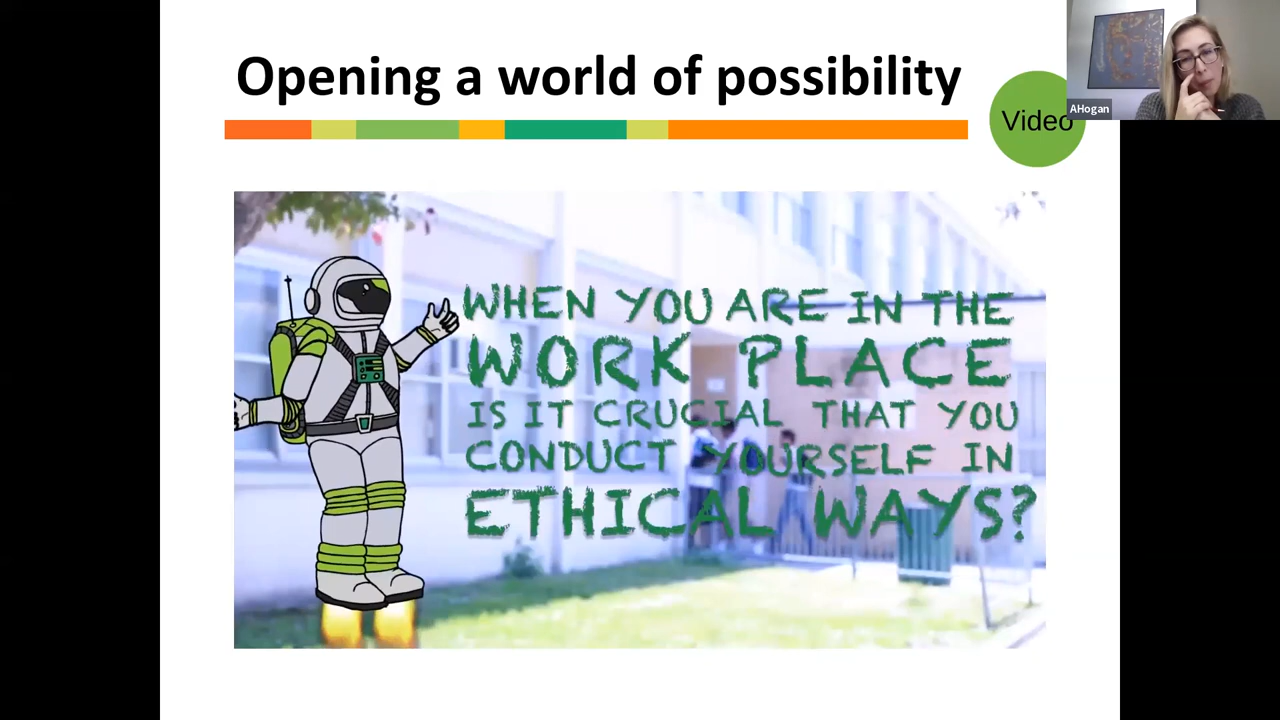 Opening a world of possibility
Video
AHogan
WHEN YOU ARE IN THE
WORK PLACE
IS IT CRUCIAL THAT YOU
CONDUCT YOURSELF IN
ETHICAL WAYS?